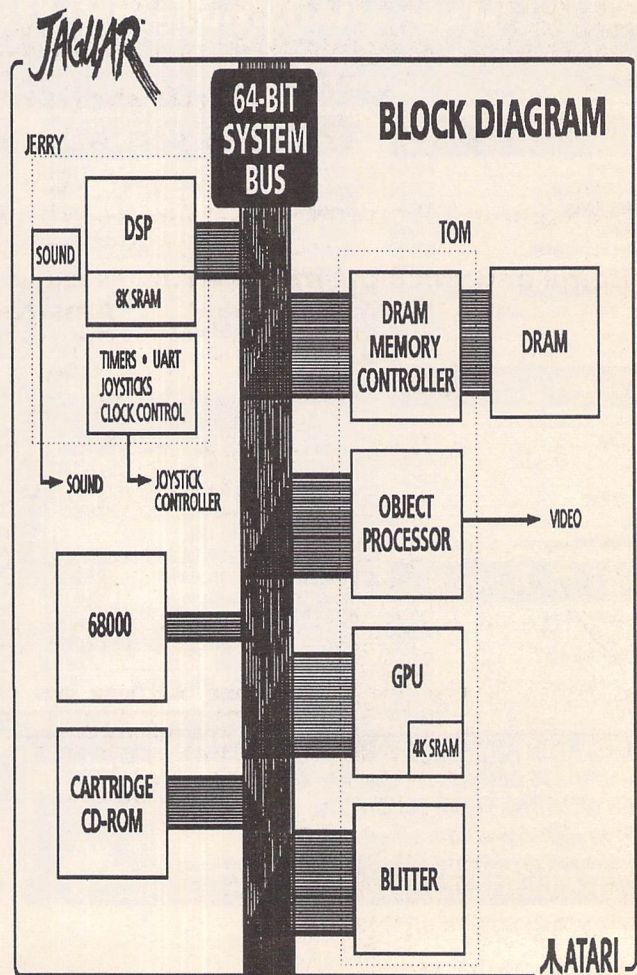 JAGUAR
64-BIT
SYSTEM
BUS
BLOCK DIAGRAM
JERRY
DSP
SOUND
8K SRAM
TIMERS • UART
JOYSTICKS
CLOCK CONTROL
SOUND
JOYSTICK
CONTROLLER
TOM
DRAM
MEMORY
CONTROLLER
DRAM
OBJECT
PROCESSOR
VIDEO
68000
GPU
4K SRAM
CARTRIDGE
CD-ROM
BLITTER
ATARI